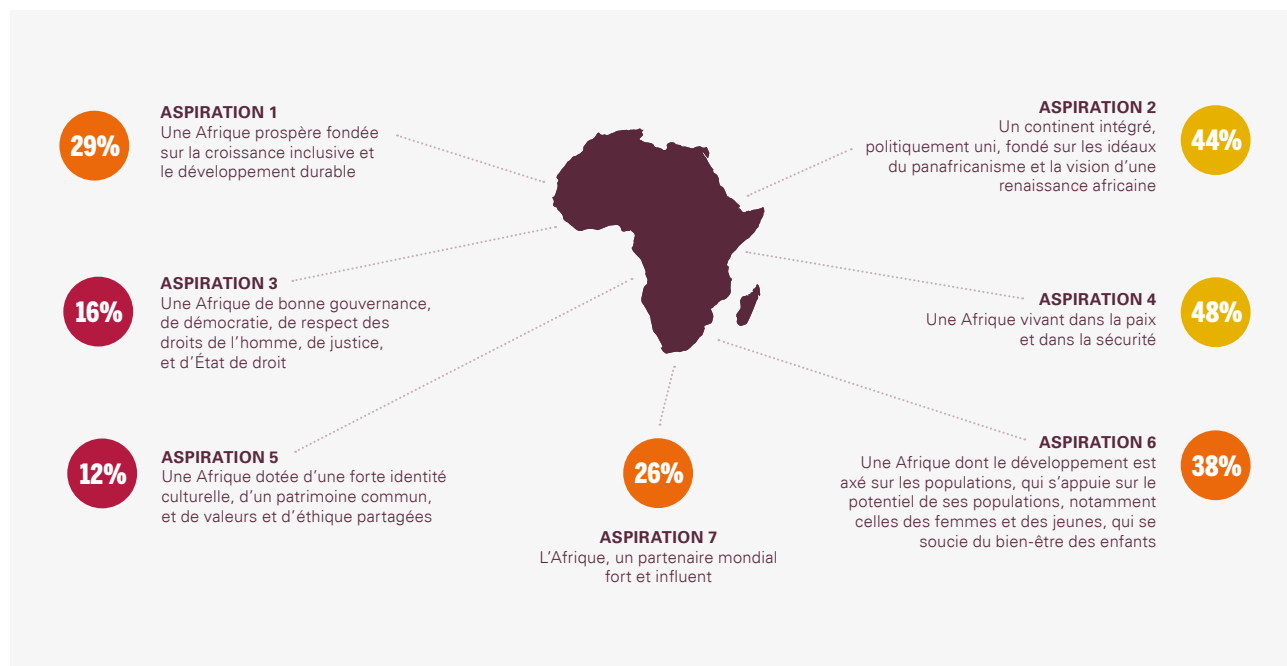 29%
ASPIRATION 1
Une Afrique prospère fondée
sur la croissance inclusive et
le développement durable
ASPIRATION 2
Un continent intégré,
politiquement uni, fondé sur les idéaux
du panafricanisme et la vision d’une
renaissance africaine
44%
16%
ASPIRATION 3
Une Afrique de bonne gouvernance,
de démocratie, de respect des
droits de l’homme, de justice,
et d’État de droit
ASPIRATION 4
Une Afrique vivant dans la paix
et dans la sécurité
48%
12%
ASPIRATION 5
Une Afrique dotée d’une forte identité
culturelle, d’un patrimoine commun,
et de valeurs et d’éthique partagées
ASPIRATION 6
Une Afrique dont le développement est
axé sur les populations, qui s’appuie sur le
potentiel de ses populations, notamment
celles des femmes et des jeunes, qui se
soucie du bien-être des enfants
38%
26%
ASPIRATION 7
L’Afrique, un partenaire mondial
fort et influent